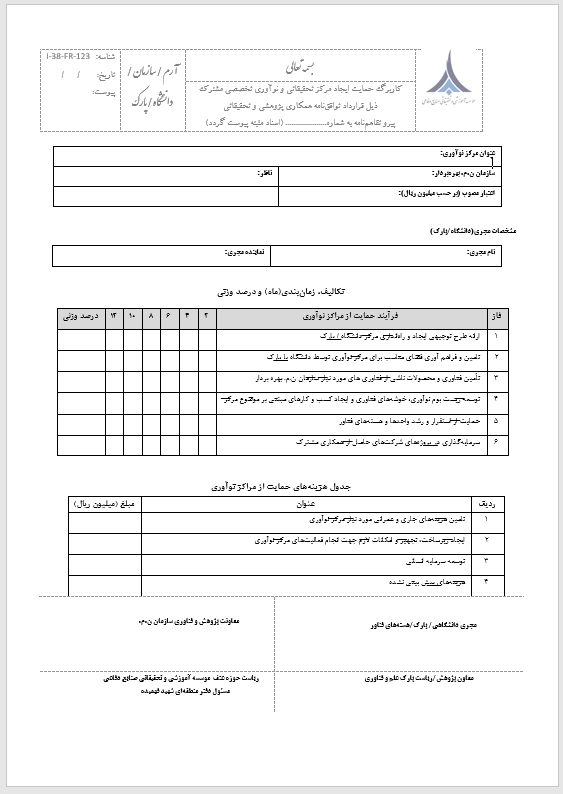 بسمه تعالی
کاربرگه حمایت ایجاد مرکز تحقیقاتی و نوآوری تخصصی مشترک
ذیل قرارداد توافق‌نامه همکاری پژوهشی و تحقیقاتی
پیرو تفاهم‌نامه به شماره.................... (اسناد مثبته پیوست گردد)
آرم / سازمان /
دانشگاه/ پارک
شناسه: I-38-FR-123
تاریخ: / /
پیوست:
عنوان مرکز نوآوری:
سازمان ن.م. بهره‌بردار: ناظر:
اعتبار مصوب (بر حسب میلیون ریال):
مشخصات مجری(دانشگاه/پارک)
نام مجری: نماینده مجری:
تکالیف، زمان‌بندی(ماه) و درصد وزنی
فاز فرآیند حمایت از مراکز نوآوری ۲ ۴ ۶ ۸ ۱۰ ۱۲ درصد وزنی
۱ ارائه طرح توجیهی ایجاد و راه‌اندازی مرکز دانشگاه / پارک
۲ تامین و فراهم آوری فضای مناسب برای مرکز نوآوری توسط دانشگاه یا پارک
۳ تأمین فناوری و محصولات ناشی از فناوری های مورد نیاز سازمان ن.م. بهره بردار
۴ توسعه زیست بوم نوآوری، خوشه‌های فناوری و ایجاد کسب و کارهای مبتنی بر موضوع مرکز
۵ حمایت از استقرار و رشد واحدها و هسته‌های فناور
۶ سرمایه‌گذاری در پروژه‌های شرکت‌های حاصل از همکاری مشترک
جدول هزینه‌های حمایت از مراکز نوآوری
ردیف عنوان مبلغ (میلیون ریال)
۱ تامین هزینه‌های جاری و عمرانی مورد نیاز مرکز نوآوری
۲ ایجاد زیرساخت، تجهیز و امکانات لازم جهت انجام فعالیت‌های مرکز نوآوری
۳ توسعه سرمایه انسانی
۴ هزینه‌های پیش بینی نشده
مجری دانشگاهی / پارک /هسته‌های فناور
معاونت پژوهش و فناوری سازمان ن.م.
معاون پژوهش /ریاست پارک علم و فناوری
ریاست حوزه عتف موسسه آموزشی و تحقیقاتی صنایع دفاعی
مسئول دفتر منطقه‌ای شهید فهمیده